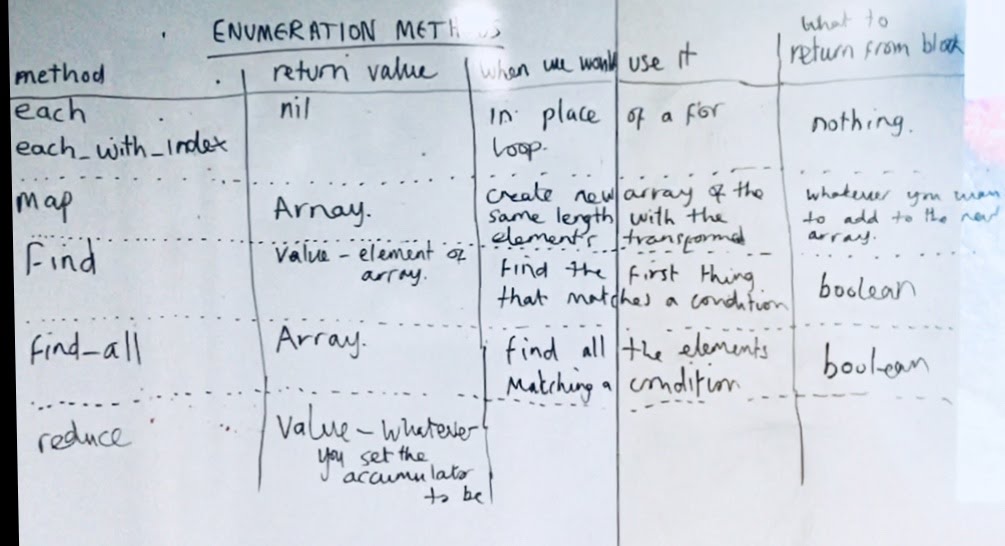 ENUMERATION METHODS
method return value when we would use it what to return from block
each nil in place of a for nothing.
each_with_index loop.
map Array. create new array of the whatever you want
same length with the to add to the new
elements transformed array.
Find Value - element of Find the first thing boolean
array. that matches a condition
find_all Array. find all the elements boolean
Matching a condition
reduce Value - whatever
you set the
accumulator
to be